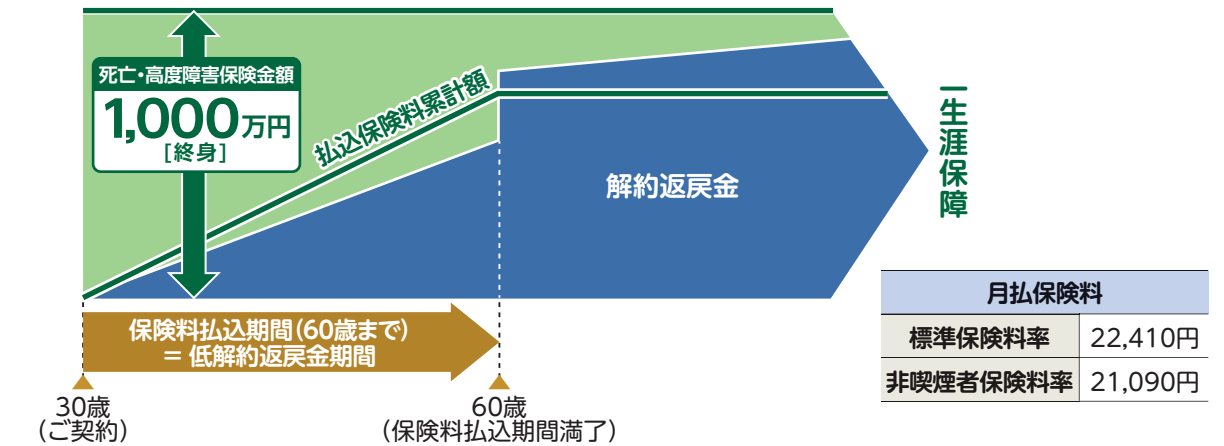 死亡・高度障害保険金額
1,000万円
[終身]
払込保険料累計額
解約返戻金
一生涯保障
保険料払込期間(60歳まで)
=低解約返戻金期間
30歳
(ご契約)
60歳
(保険料払込期間満了)
月払保険料
標準保険料率 22,410円
非喫煙者保険料率 21,090円